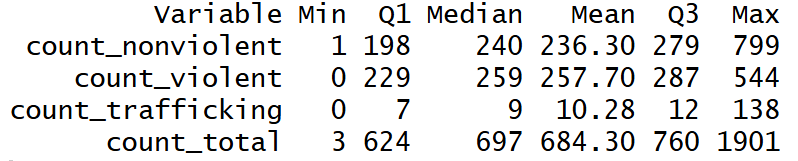 Variable Min Q1 Median Mean Q3 Max
count_nonviolent 1 198 240 236.30 279 799
count_violent 0 229 259 257.70 287 544
count_trafficking 0 7 9 10.28 12 138
count_total 3 624 697 684.30 760 1901